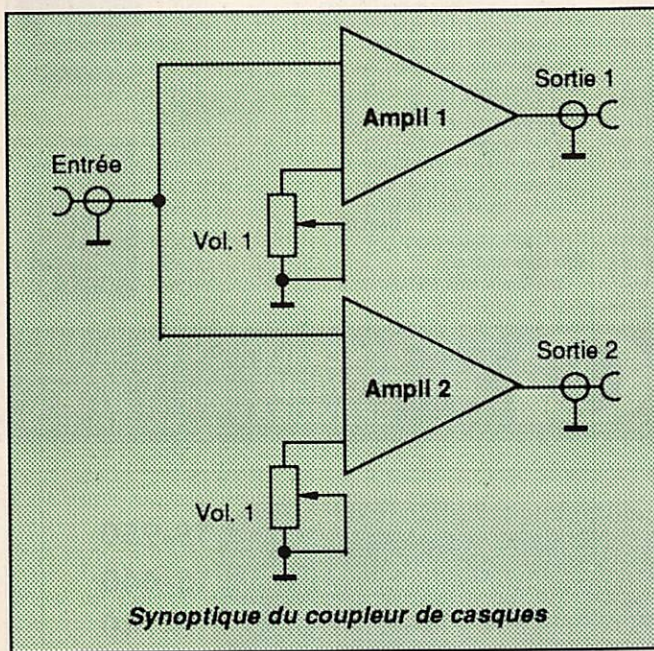 Sortie 1
Ampli 1
Entrée
Vol. 1
Sortie 2
Ampli 2
Vol. 1
Synoptique du coupleur de casques